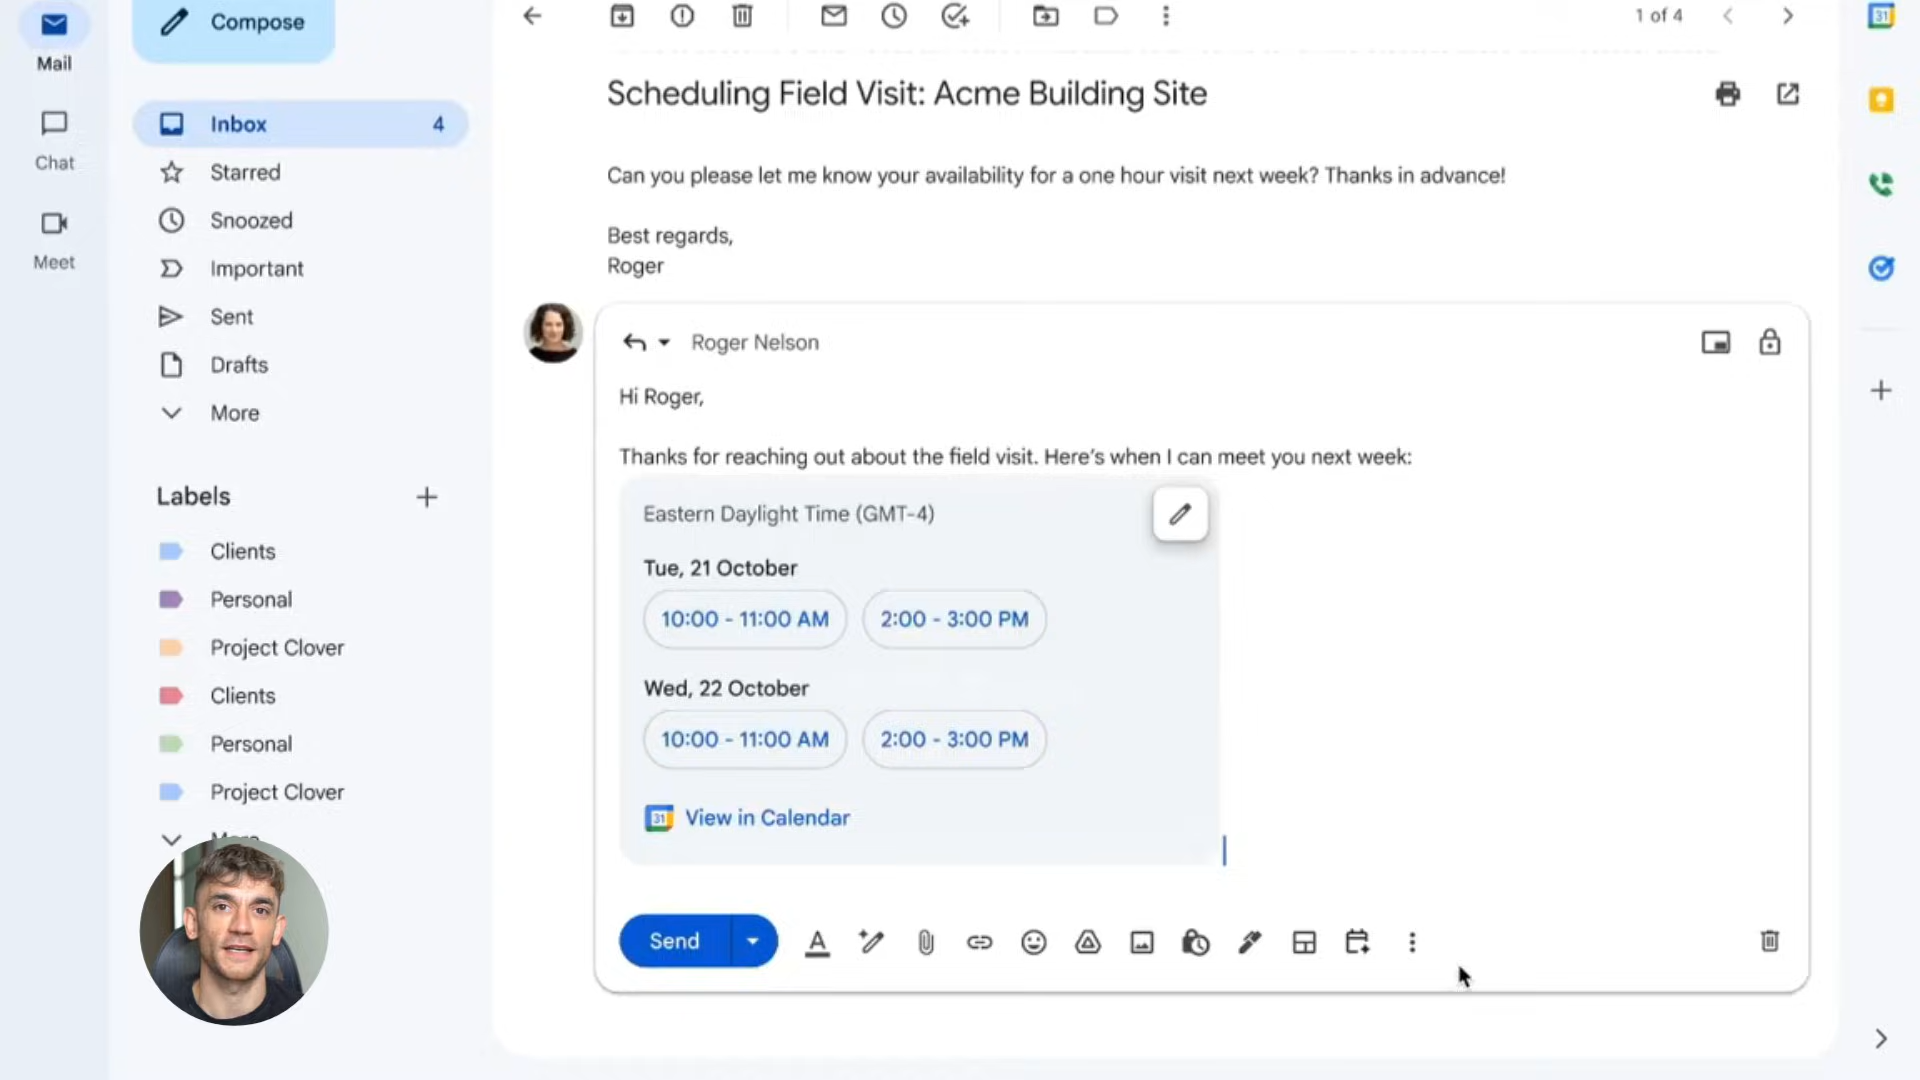 Compose
1 of 4
Mail
Scheduling Field Visit: Acme Building Site
Inbox 4
Chat
Starred
Can you please let me know your availability for a one hour visit next week? Thanks in advance!
Snoozed
Best regards,
Meet
Important
Roger
Sent
Roger Nelson
Drafts
Hi Roger,
More
Thanks for reaching out about the field visit. Here's when I can meet you next week:
Labels
Eastern Daylight Time (GMT-4)
Clients
Tue, 21 October
Personal
10:00 - 11:00 AM 2:00 - 3:00 PM
Project Clover
Wed, 22 October
Clients
10:00 - 11:00 AM 2:00 - 3:00 PM
Personal
Project Clover
31 View in Calendar
More
Send
31